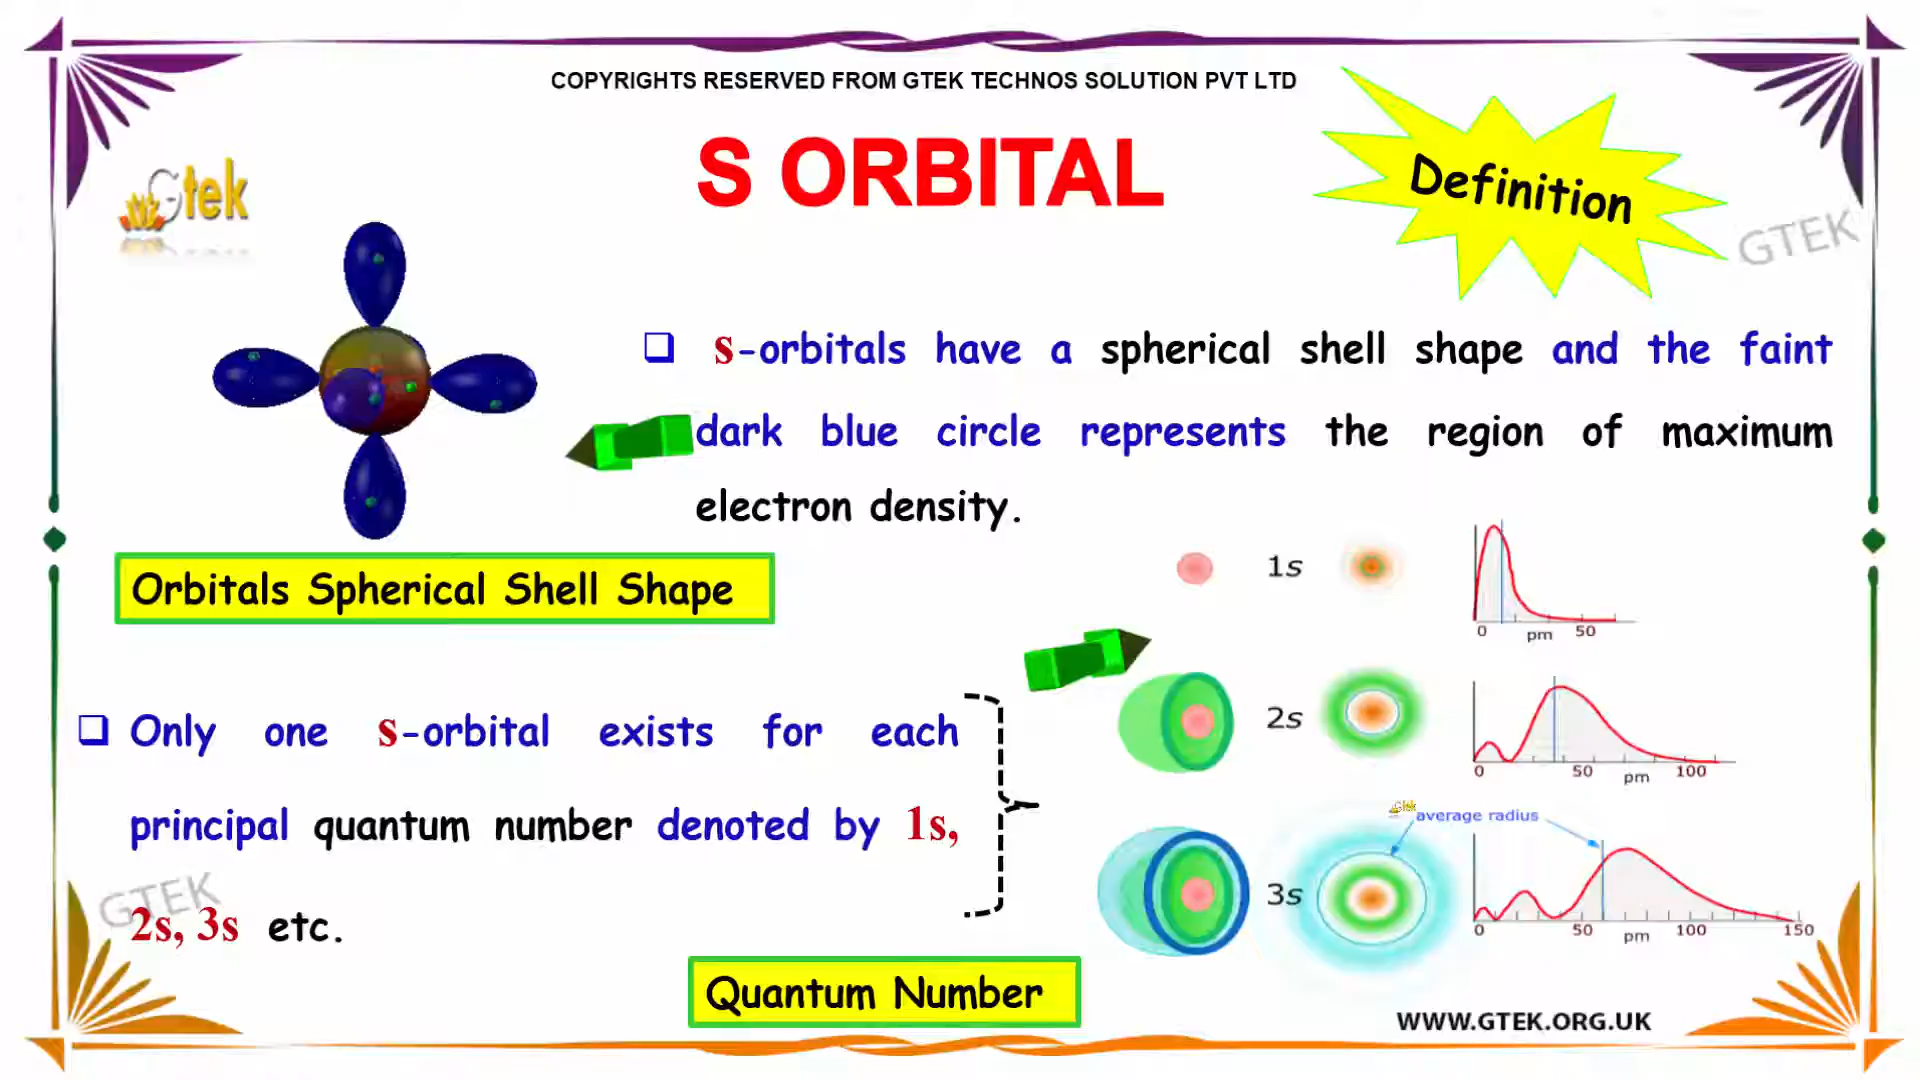 COPYRIGHTS RESERVED FROM GTEK TECHNOS SOLUTION PVT LTD
S ORBITAL
Definition
Gtek
GTEK
❑ s-orbitals have a spherical shell shape and the faint
dark blue circle represents the region of maximum
electron density.
Orbitals Spherical Shell Shape
1s
0 pm 50
2s
0 50 pm 100
Gtek
average radius
3s
0 50 pm 100 150
❑ Only one s-orbital exists for each
principal quantum number denoted by 1s,
2s, 3s etc.
GTEK
Quantum Number
WWW.GTEK.ORG.UK